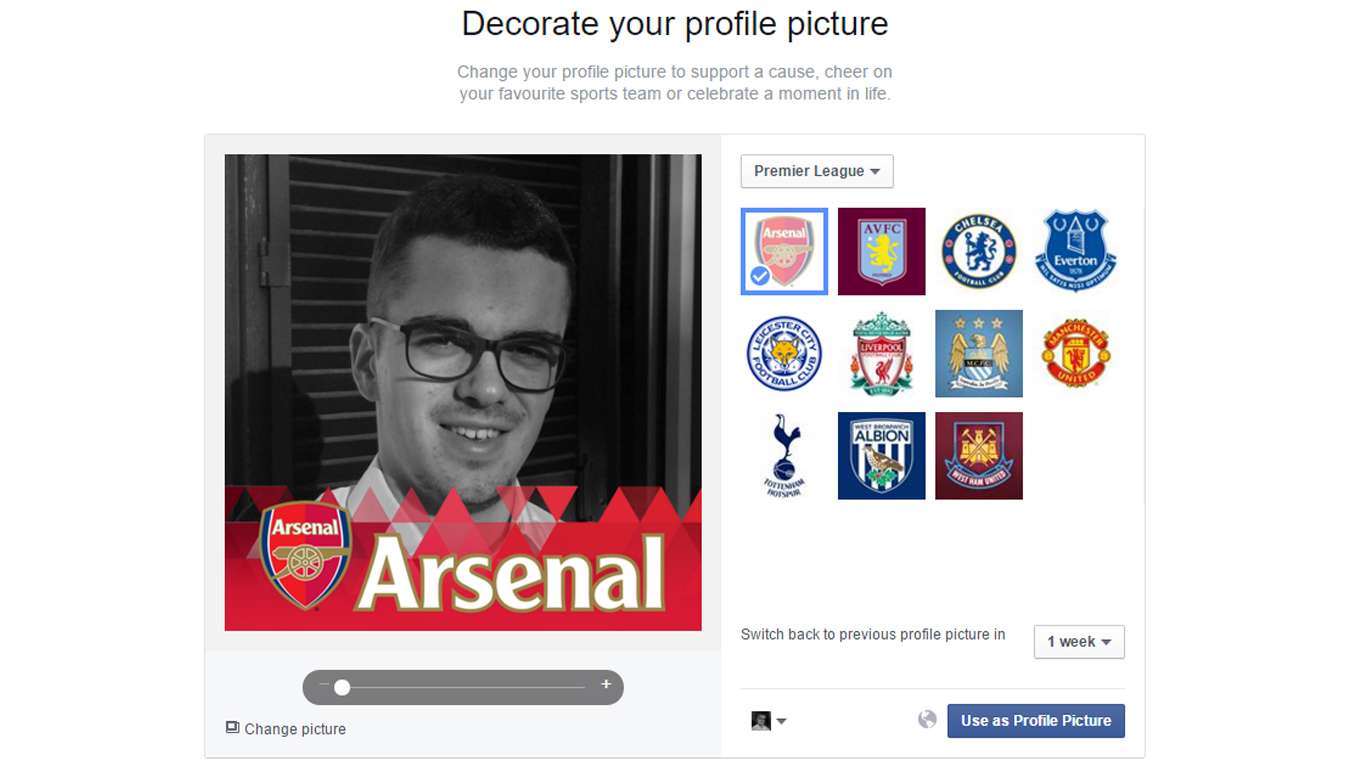 Decorate your profile picture
Change your profile picture to support a cause, cheer on
your favourite sports team or celebrate a moment in life.
Arsenal
Arsenal
Change picture
Premier League
Arsenal
AVFC
CHELSEA
FOOTBALL CLUB
Everton
1878
NIL SATIS NISI OPTIMUM
LEICESTER CITY
FOOTBALL CLUB
LIVERPOOL
FOOTBALL CLUB
EST 1892
M.C.F.C.
MANCHESTER
UNITED
TOTTENHAM
HOTSPUR
WEST BROMWICH
ALBION
WEST HAM UNITED
Switch back to previous profile picture in
1 week
Use as Profile Picture